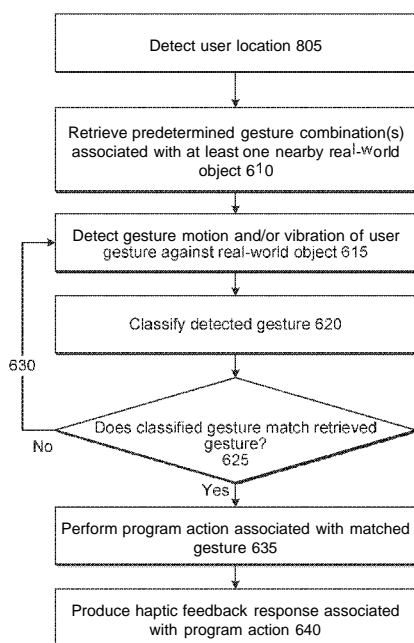 Detect user location 805
Retrieve predetermined gesture combination(s)
associated with at least one nearby real-world
object 610
Detect gesture motion and/or vibration of user
gesture against real-world object 615
Classify detected gesture 620
630
Does classified gesture match retrieved
gesture?
No
625
Yes
Perform program action associated with matched
gesture 635
Produce haptic feedback response associated
with program action 640